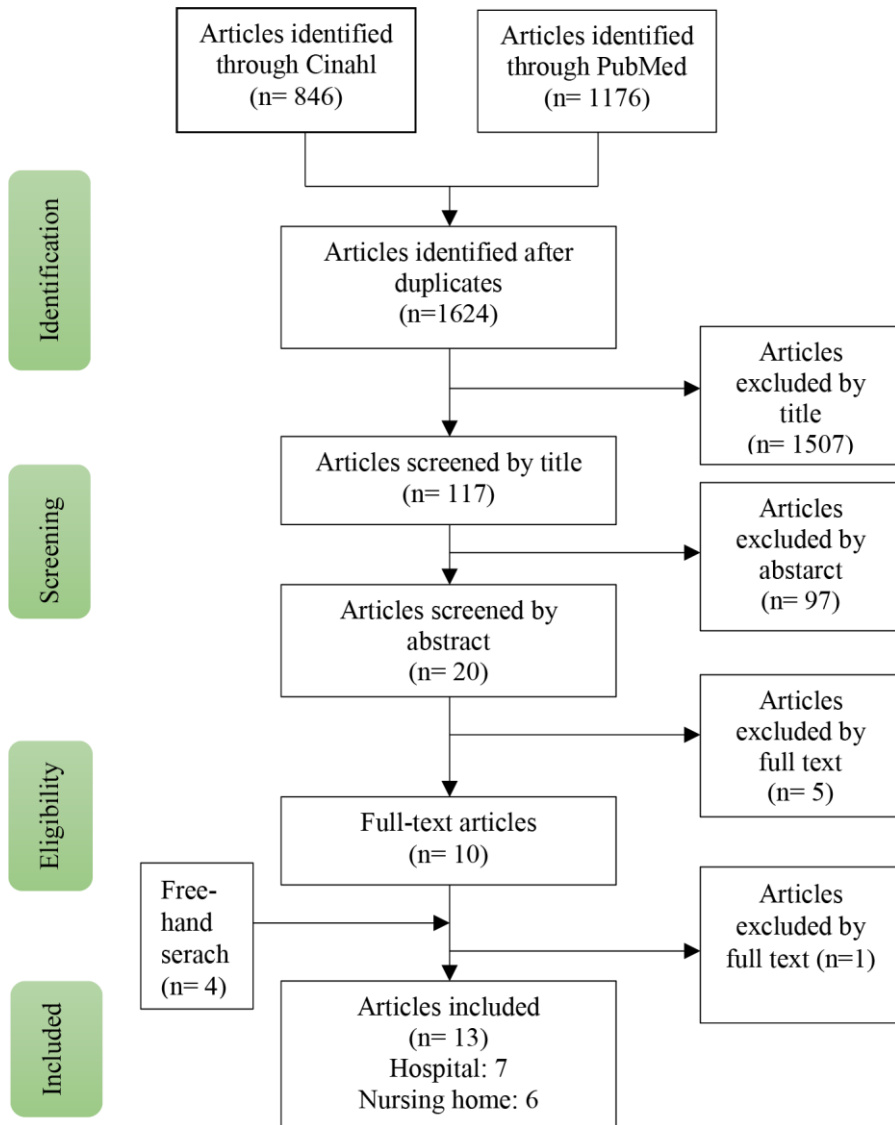 Articles identified
through Cinahl
(n= 846)
Articles identified
through PubMed
(n= 1176)
Identification
Articles identified after
duplicates
(n=1624)
Articles
excluded by
title
(n= 1507)
Articles screened by title
(n= 117)
Screening
Articles
excluded by
abstarct
(n= 97)
Articles screened by
abstract
(n= 20)
Articles
excluded by
full text
(n= 5)
Eligibility
Full-text articles
(n= 10)
Free-
hand
serach
(n= 4)
Articles
excluded by
full text (n=1)
Included
Articles included
(n= 13)
Hospital: 7
Nursing home: 6